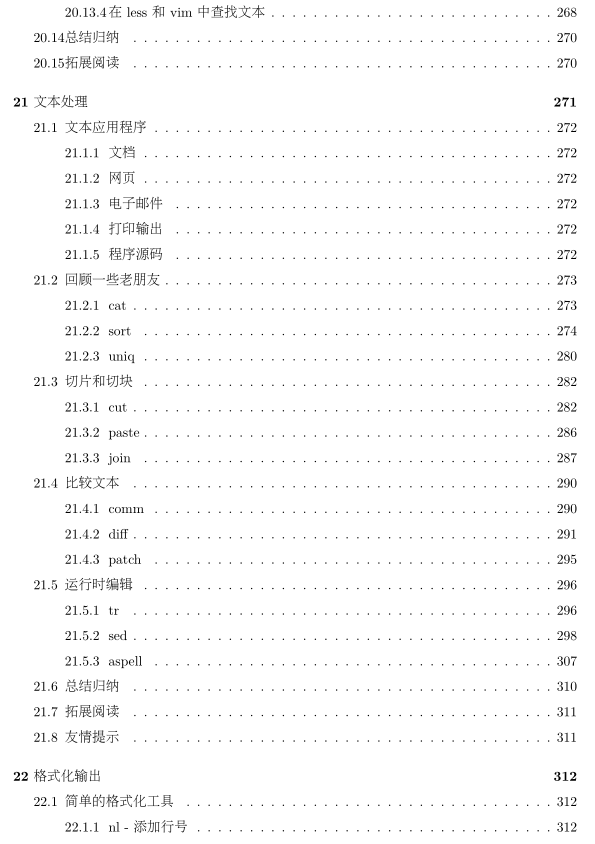 20.13.4 在 less 和 vim 中查找文本 . . . . . . . . . . . . . . . . . . . . . . . . . . 268
20.14 总结归纳 . . . . . . . . . . . . . . . . . . . . . . . . . . 270
20.15 拓展阅读 . . . . . . . . . . . . . . . . . . . . . . . . . . 270
21 文本处理 271
21.1 文本应用程序 . . . . . . . . . . . . . . . . . . . . . . . . . . 272
21.1.1 文档 . . . . . . . . . . . . . . . . . . . . . . . . . . 272
21.1.2 网页 . . . . . . . . . . . . . . . . . . . . . . . . . . 272
21.1.3 电子邮件 . . . . . . . . . . . . . . . . . . . . . . . . . . 272
21.1.4 打印输出 . . . . . . . . . . . . . . . . . . . . . . . . . . 272
21.1.5 程序源码 . . . . . . . . . . . . . . . . . . . . . . . . . . 272
21.2 回顾一些老朋友 . . . . . . . . . . . . . . . . . . . . . . . . . . 273
21.2.1 cat . . . . . . . . . . . . . . . . . . . . . . . . . . 273
21.2.2 sort . . . . . . . . . . . . . . . . . . . . . . . . . . 274
21.2.3 uniq . . . . . . . . . . . . . . . . . . . . . . . . . . 280
21.3 切片和切块 . . . . . . . . . . . . . . . . . . . . . . . . . . 282
21.3.1 cut . . . . . . . . . . . . . . . . . . . . . . . . . . 282
21.3.2 paste . . . . . . . . . . . . . . . . . . . . . . . . . . 286
21.3.3 join . . . . . . . . . . . . . . . . . . . . . . . . . . 287
21.4 比较文本 . . . . . . . . . . . . . . . . . . . . . . . . . . 290
21.4.1 comm . . . . . . . . . . . . . . . . . . . . . . . . . . 290
21.4.2 diff . . . . . . . . . . . . . . . . . . . . . . . . . . 291
21.4.3 patch . . . . . . . . . . . . . . . . . . . . . . . . . . 295
21.5 运行时编辑 . . . . . . . . . . . . . . . . . . . . . . . . . . 296
21.5.1 tr . . . . . . . . . . . . . . . . . . . . . . . . . . 296
21.5.2 sed . . . . . . . . . . . . . . . . . . . . . . . . . . 298
21.5.3 aspell . . . . . . . . . . . . . . . . . . . . . . . . . . 307
21.6 总结归纳 . . . . . . . . . . . . . . . . . . . . . . . . . . 310
21.7 拓展阅读 . . . . . . . . . . . . . . . . . . . . . . . . . . 311
21.8 友情提示 . . . . . . . . . . . . . . . . . . . . . . . . . . 311
22 格式化输出 312
22.1 简单的格式化工具 . . . . . . . . . . . . . . . . . . . . . . . . . . 312
22.1.1 nl - 添加行号 . . . . . . . . . . . . . . . . . . . . . . . . . . 312